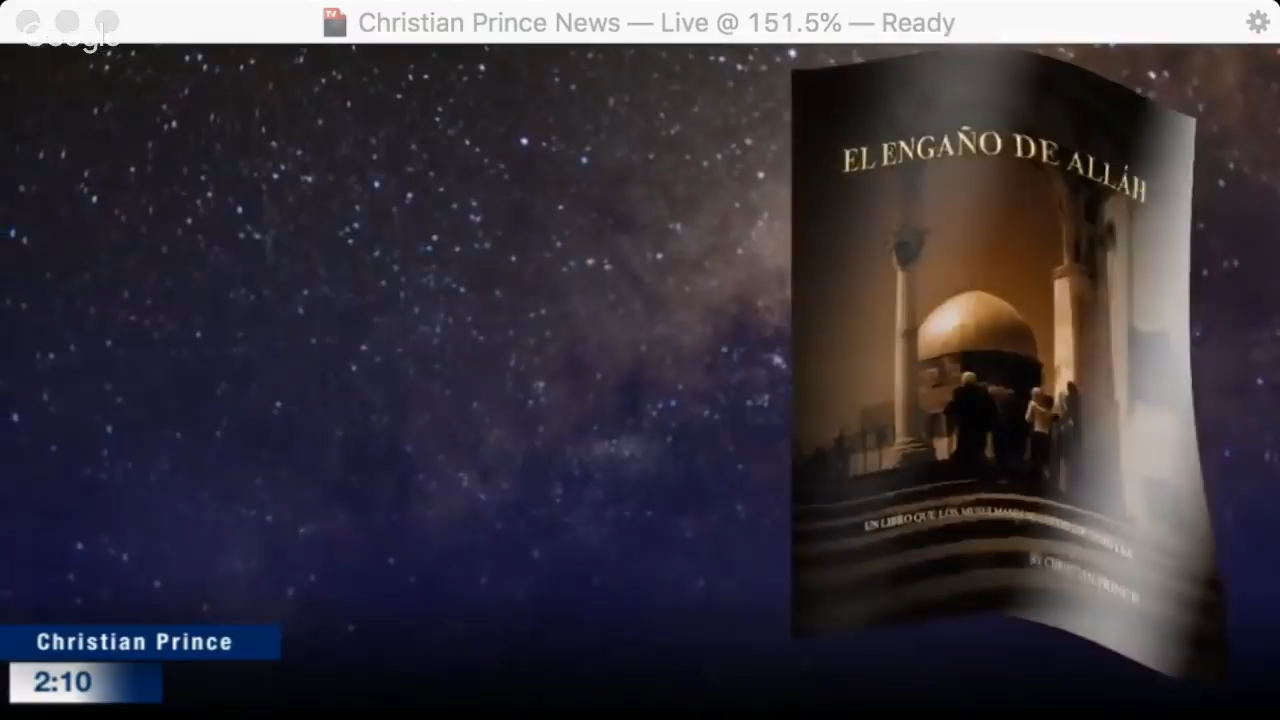 Christian Prince News — Live @ 151.5% — Ready
Google
EL ENGAÑO DE ALLÁH
UN LIBRO QUE LOS MUSULMANES
BY CHRISTIAN PRINCE
Christian Prince
2:10